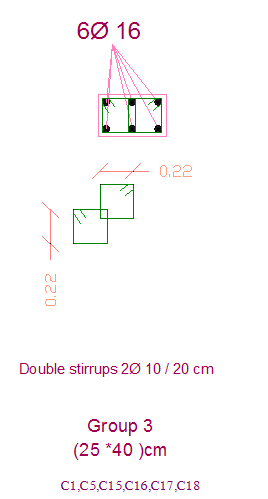 6Ø 16
0.22
0.22
Double stirrups 2Ø 10 / 20 cm
Group 3
(25 *40 )cm
C1,C5,C15,C16,C17,C18